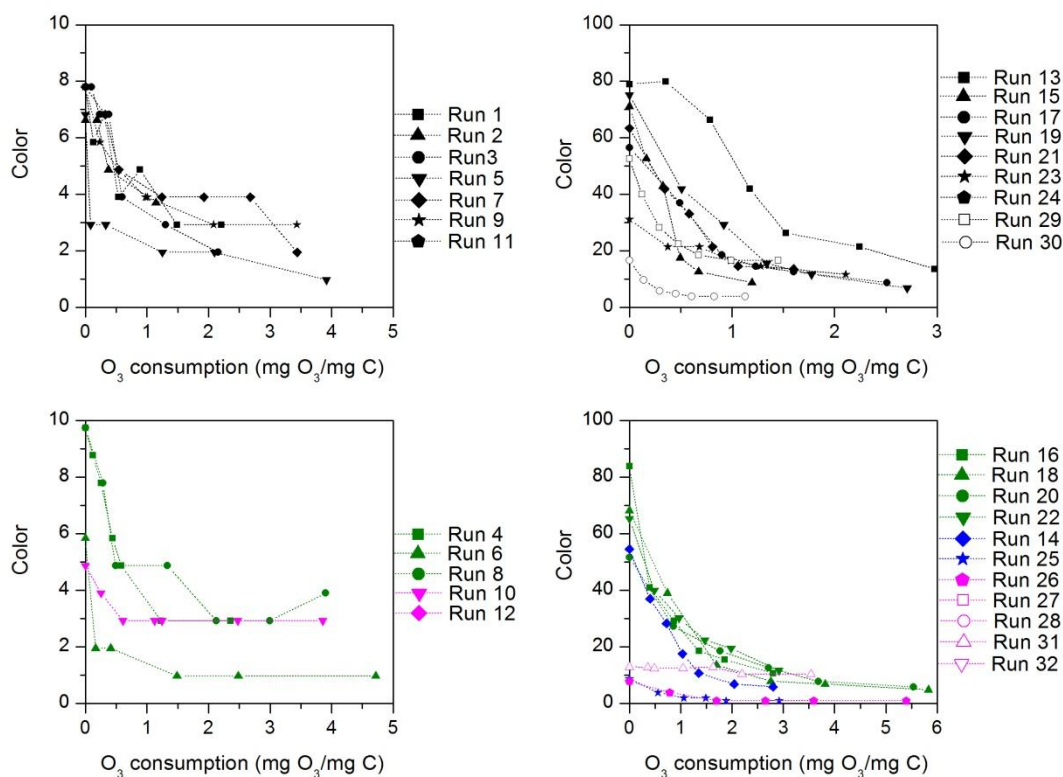 10
8
6
4
2
0
Color
0 1 2 3 4 5
O3 consumption (mg O3/mg C)
Run 1
Run 2
Run3
Run 5
Run 7
Run 9
Run 11
100
80
60
40
20
0
Color
0 1 2 3
O3 consumption (mg O3/mg C)
Run 13
Run 15
Run 17
Run 19
Run 21
Run 23
Run 24
Run 29
Run 30
10
8
6
4
2
0
Color
0 1 2 3 4 5
O3 consumption (mg O3/mg C)
Run 4
Run 6
Run 8
Run 10
Run 12
100
80
60
40
20
0
Color
0 1 2 3 4 5 6
O3 consumption (mg O3/mg C)
Run 16
Run 18
Run 20
Run 22
Run 14
Run 25
Run 26
Run 27
Run 28
Run 31
Run 32